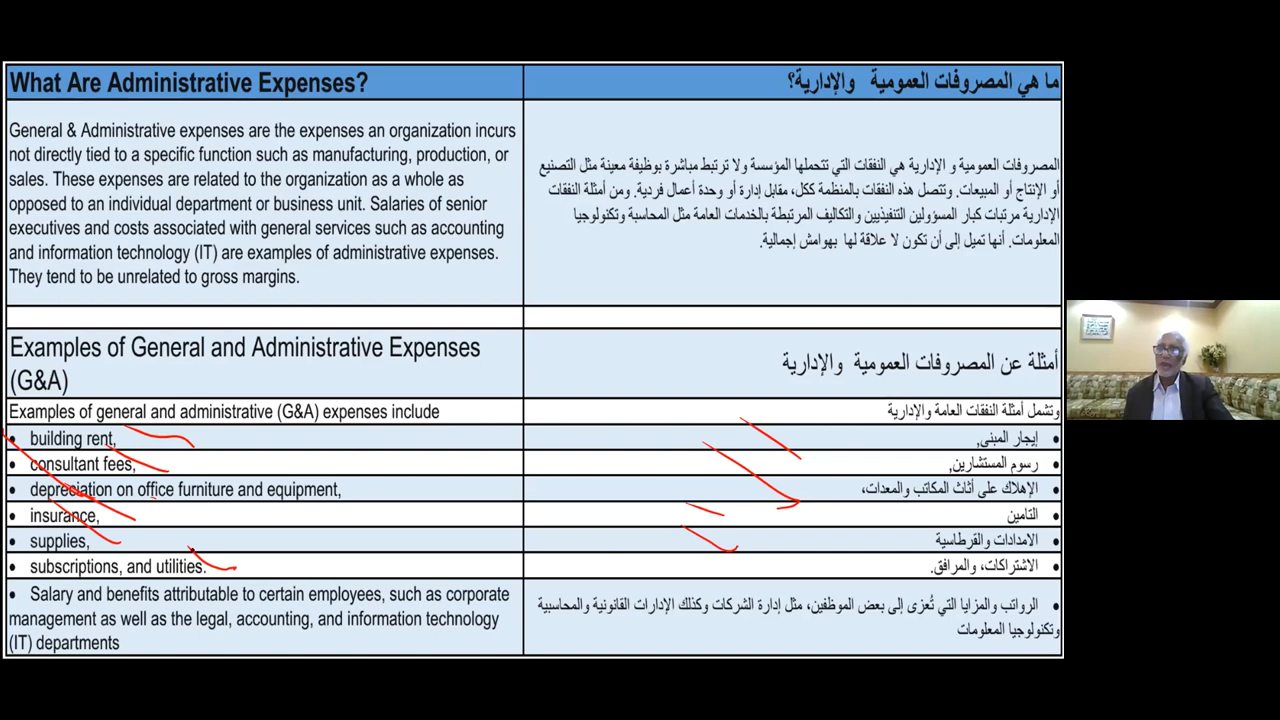 What Are Administrative Expenses?
ما هي المصروفات العمومية والإدارية؟
General & Administrative expenses are the expenses an organization incurs
not directly tied to a specific function such as manufacturing, production, or
sales. These expenses are related to the organization as a whole as
opposed to an individual department or business unit. Salaries of senior
executives and costs associated with general services such as accounting
and information technology (IT) are examples of administrative expenses.
They tend to be unrelated to gross margins.
المصروفات العمومية و الإدارية هي النفقات التي تتحملها المؤسسة ولا ترتبط مباشرة بوظيفة معينة مثل التصنيع
أو الإنتاج أو المبيعات. وتتصل هذه النفقات بالمنظمة ككل، مقابل إدارة أو وحدة أعمال فردية. ومن أمثلة النفقات
الإدارية مرتبات كبار المسؤولين التنفيذيين والتكاليف المرتبطة بالخدمات العامة مثل المحاسبة وتكنولوجيا
المعلومات. أنها تميل إلى أن تكون لا علاقة لها بهوامش إجمالية.
Examples of General and Administrative Expenses
(G&A)
أمثلة عن المصروفات العمومية والإدارية
Examples of general and administrative (G&A) expenses include
وتشمل أمثلة النفقات العامة والإدارية
• building rent,
• إيجار المبنى,
• consultant fees,
• رسوم المستشارين,
• depreciation on office furniture and equipment,
• الإهلاك على أثاث المكاتب والمعدات،
• insurance,
• التامين
• supplies,
• الامدادات والقرطاسية
• subscriptions, and utilities.
• الاشتراكات، والمرافق.
• Salary and benefits attributable to certain employees, such as corporate
management as well as the legal, accounting, and information technology
(IT) departments
• الرواتب والمزايا التي تُعزى إلى بعض الموظفين، مثل إدارة الشركات وكذلك الإدارات القانونية والمحاسبية
وتكنولوجيا المعلومات